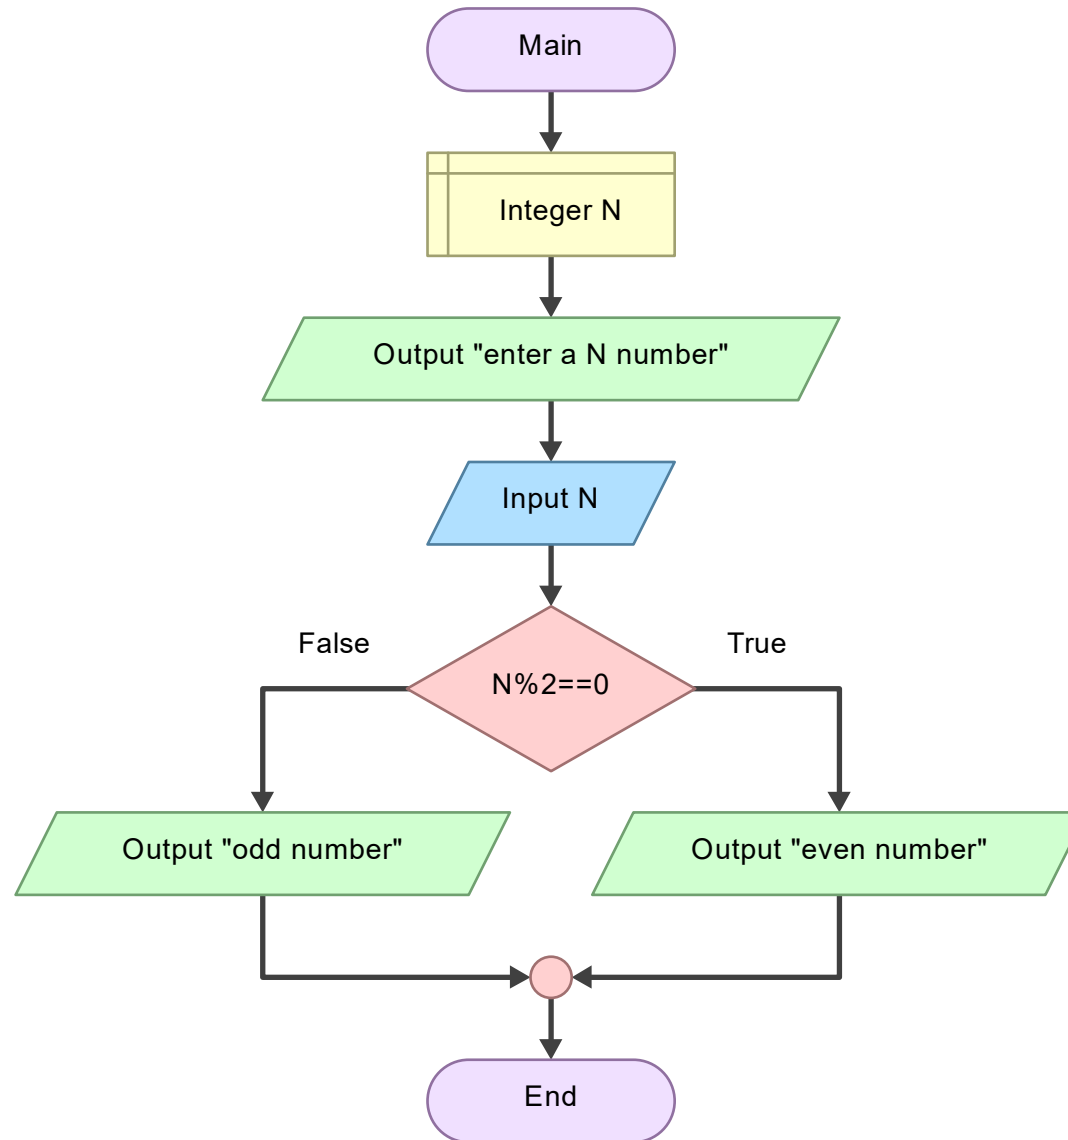 Main
Integer N
Output "enter a N number"
Input N
False
True
N%2==0
Output "odd number"
Output "even number"
End